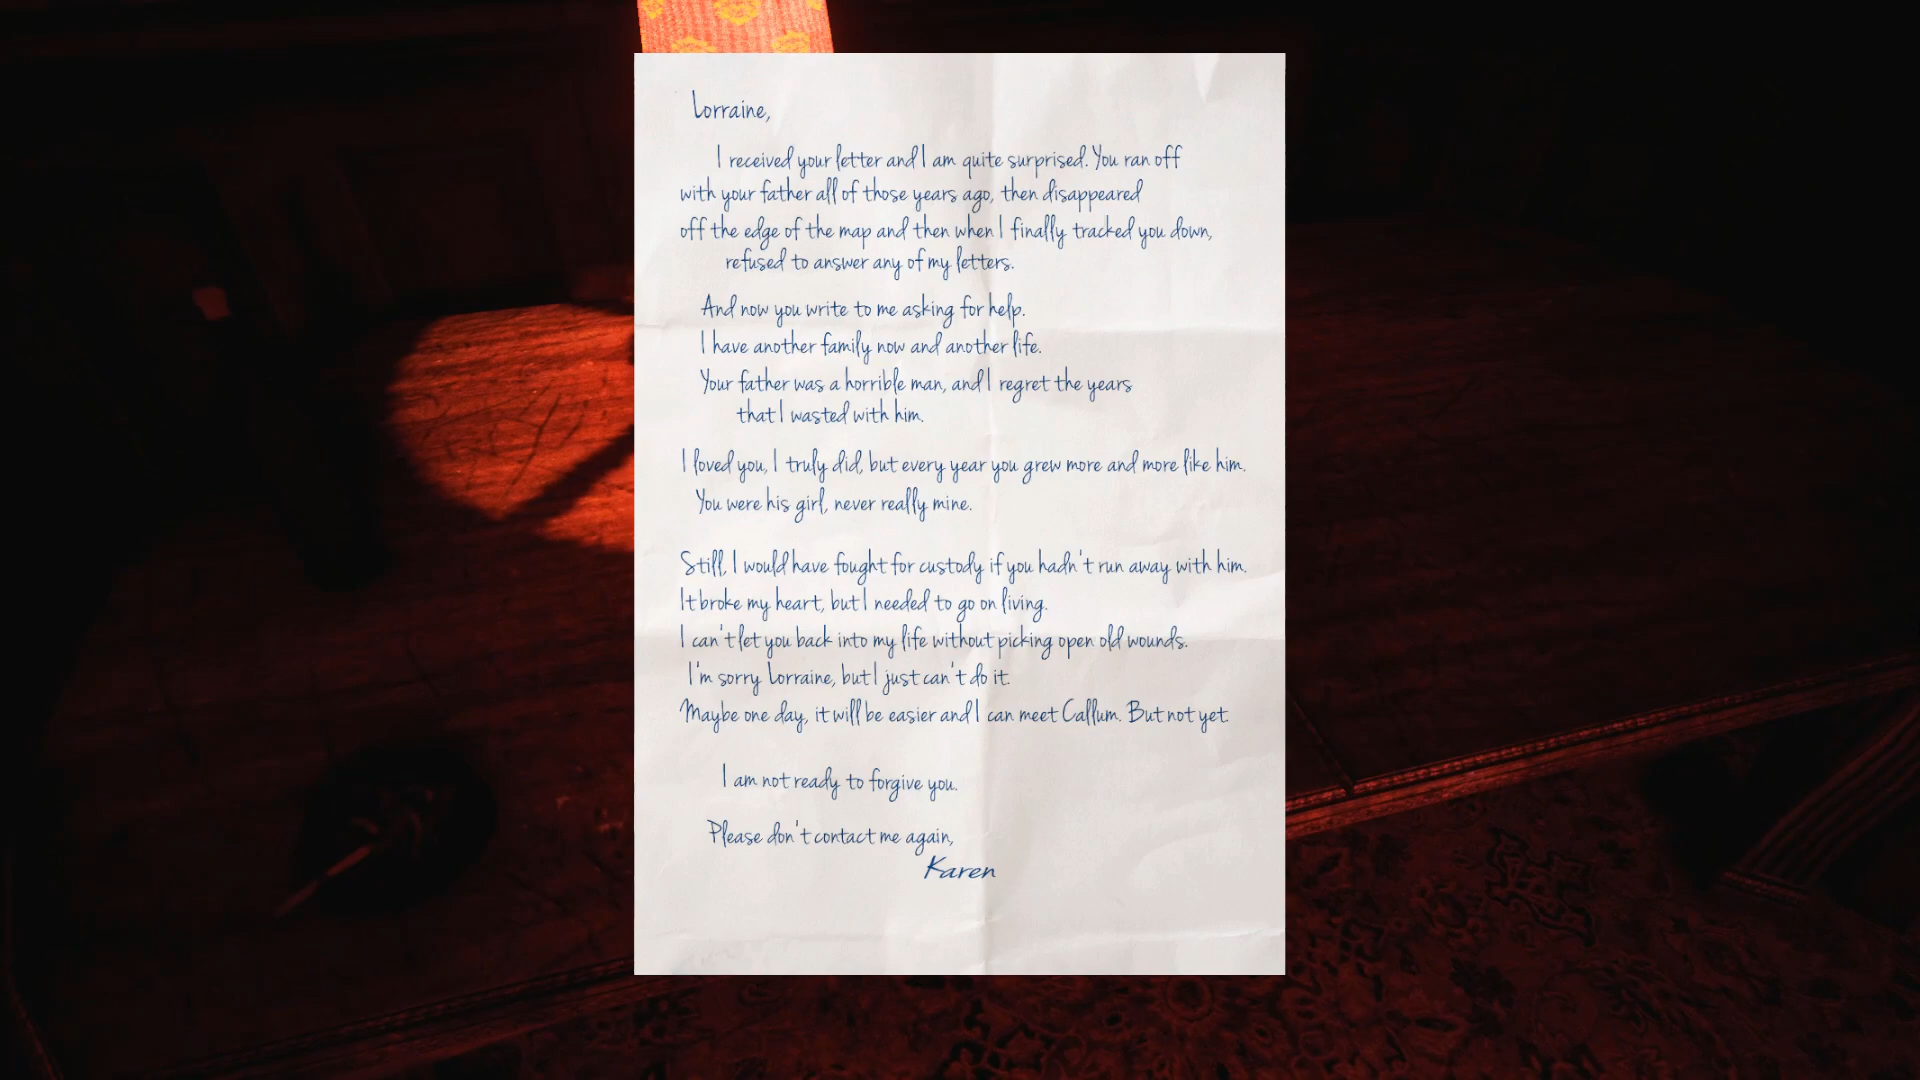 Lorraine,
I received your letter and I am quite surprised. You ran off
with your father all of those years ago, then disappeared
off the edge of the map and then when I finally tracked you down,
refused to answer any of my letters.
And now you write to me asking for help.
I have another family now and another life.
Your father was a horrible man, and I regret the years
that I wasted with him.
I loved you, I truly did, but every year you grew more and more like him.
You were his girl, never really mine.
Still, I would have fought for custody if you hadn't run away with him.
It broke my heart, but I needed to go on living.
I can't let you back into my life without picking open old wounds.
I'm sorry Lorraine, but I just can't do it.
Maybe one day, it will be easier and I can meet Callum. But not yet.
I am not ready to forgive you.
Please don't contact me again,
Karen